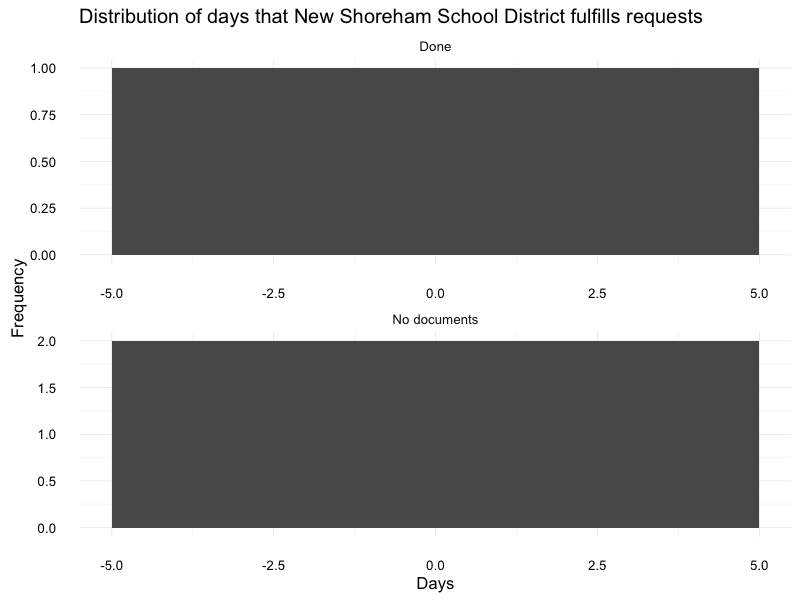 Distribution of days that New Shoreham School District fulfills requests
Done
1.00
0.75
0.50
0.25
0.00
-5.0 -2.5 0.0 2.5 5.0
Frequency
No documents
2.0
1.5
1.0
0.5
0.0
-5.0 -2.5 0.0 2.5 5.0
Days